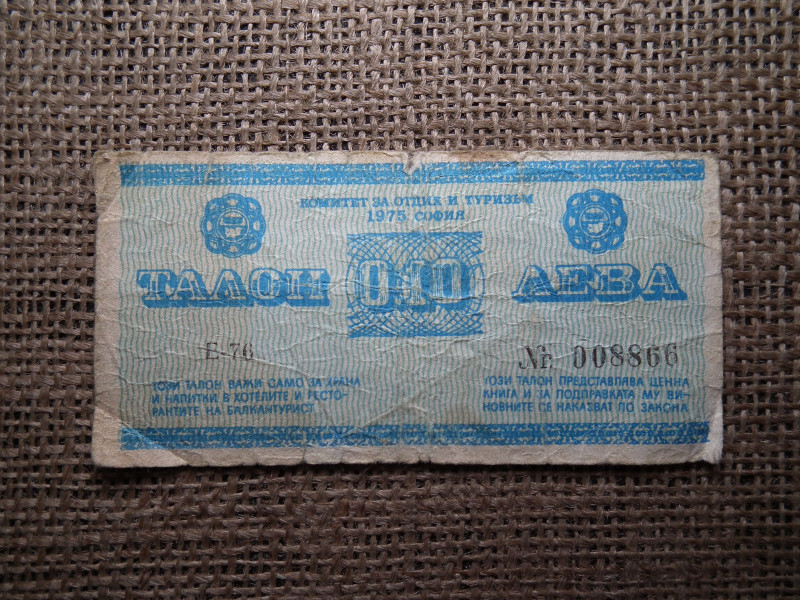 КОМИТЕТ ЗА ОТДИХ И ТУРИЗЪМ
1975 СОФИЯ
ТАЛОН 0.10 ЛЕВА
Е-76
№ 008866
ТОЗИ ТАЛОН ВАЖИ САМО ЗА ХРАНА
И НАПИТКИ В ХОТЕЛИТЕ И РЕСТО-
РАНТИТЕ НА БАЛКАНТУРИСТ
ТОЗИ ТАЛОН ПРЕДСТАВЛЯВА ЦЕННА
КНИГА И ЗА ПОДПРАВКАТА МУ ВИ-
НОВНИТЕ СЕ НАКАЗВАТ ПО ЗАКОНА